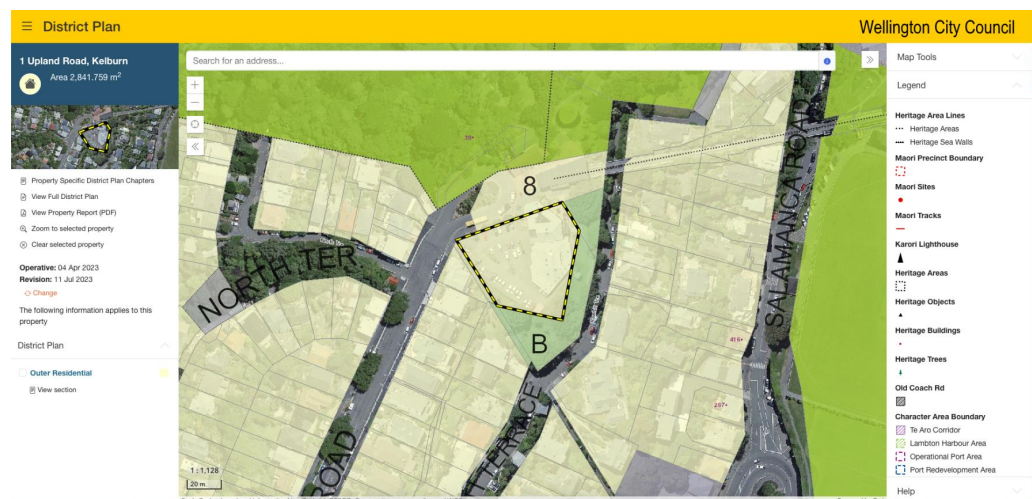 District Plan
Wellington City Council
1 Upland Road, Kelburn
Area 2,841.759 m²
Property Specific District Plan Chapters
View Full District Plan
View Property Report (PDF)
Zoom to selected property
Clear selected property
Operative: 04 Apr 2023
Revision: 11 Jul 2023
Change
The following information applies to this
property
District Plan
Outer Residential
View section
Search for an address...
8
NORTH TER
SALAMANCA ROAD
B
416
267
ROAD
1 : 1,128
20 m
Map Tools
Legend
Heritage Area Lines
Heritage Areas
Heritage Sea Walls
Maori Precinct Boundary
Maori Sites
Maori Tracks
Karori Lighthouse
Heritage Areas
Heritage Objects
Heritage Buildings
Heritage Trees
Old Coach Rd
Character Area Boundary
Te Aro Corridor
Lambton Harbour Area
Operational Port Area
Port Redevelopment Area
Help